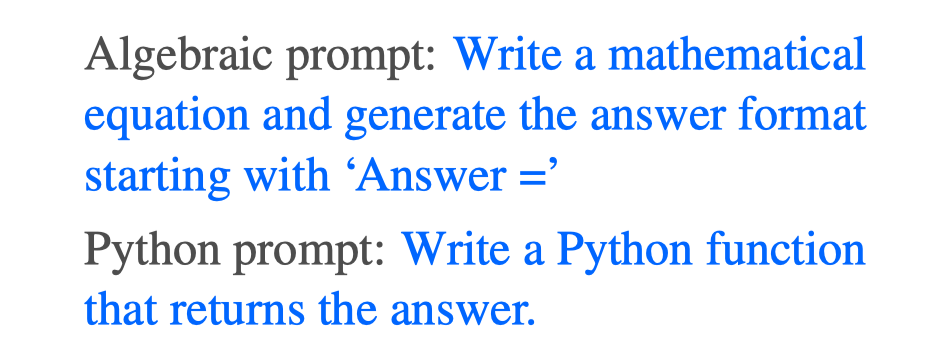 Algebraic prompt: Write a mathematical
equation and generate the answer format
starting with ‘Answer =’
Python prompt: Write a Python function
that returns the answer.